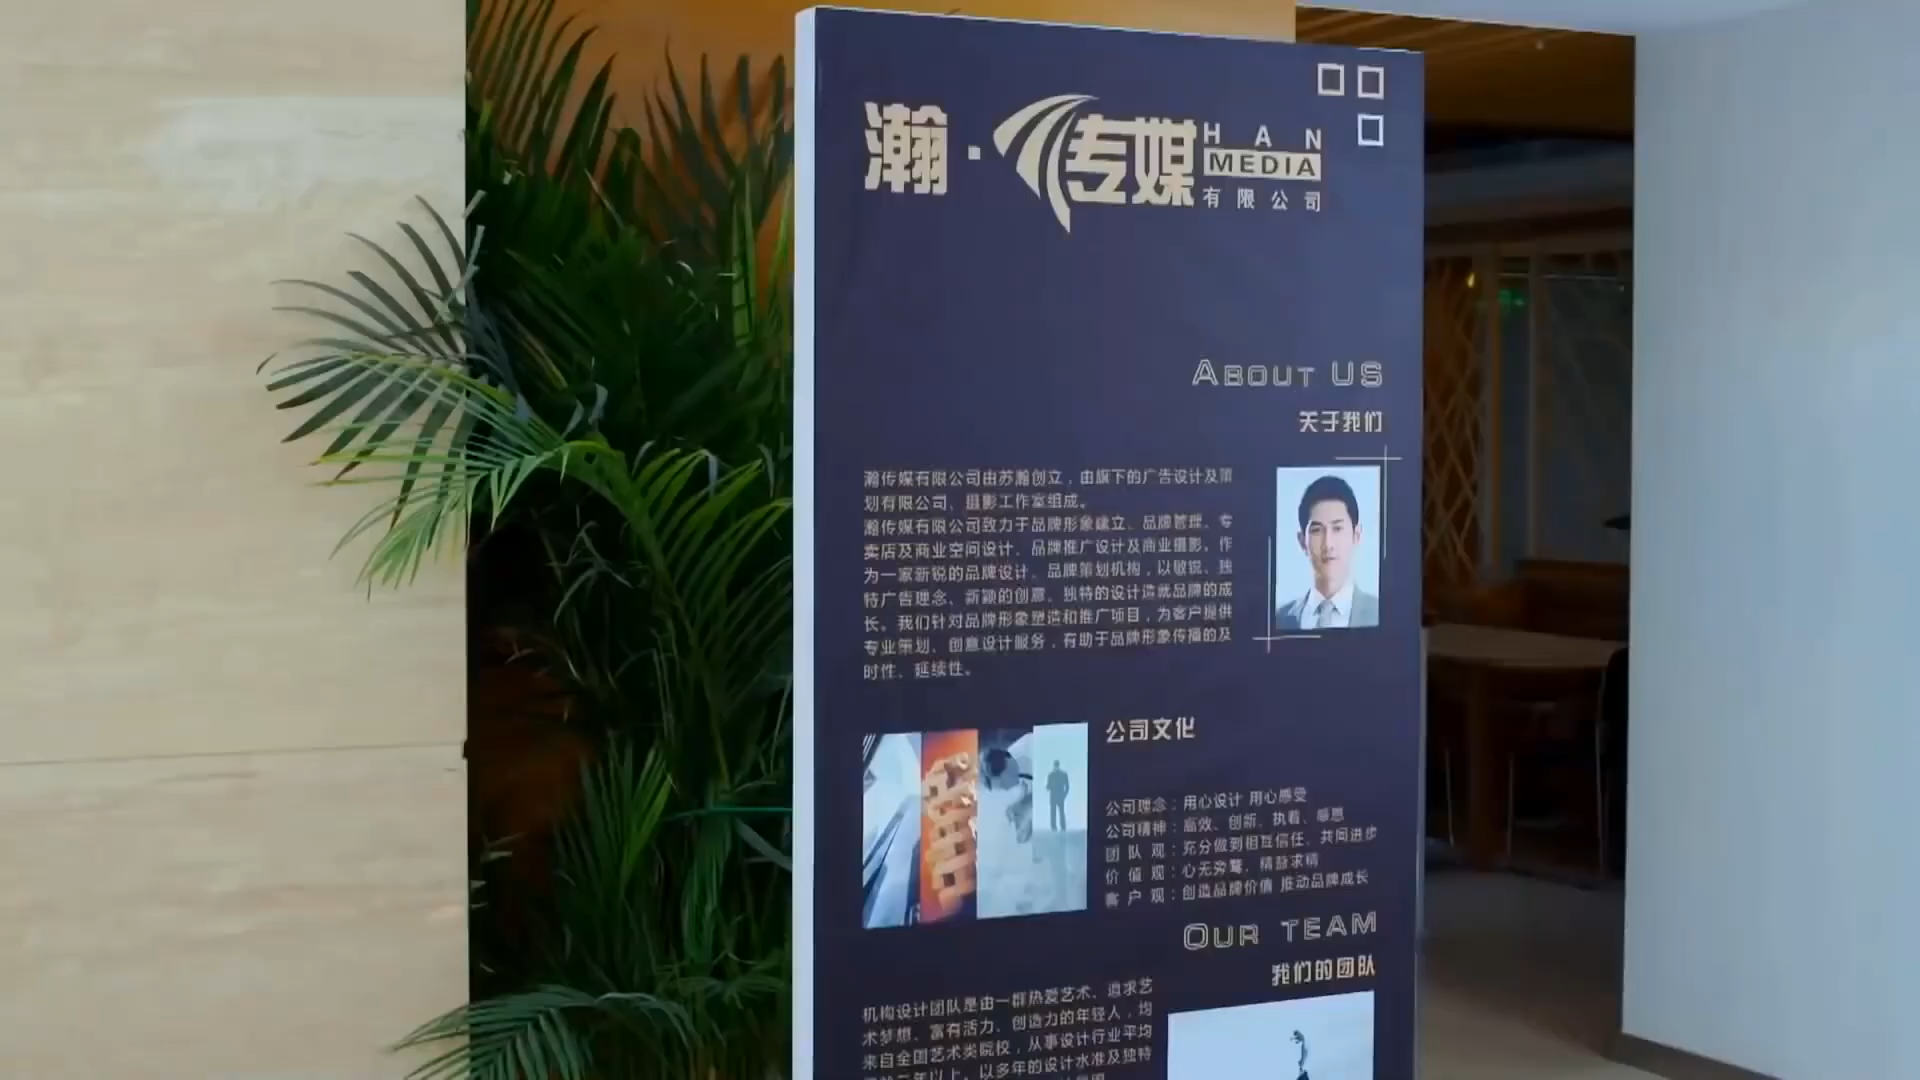 瀚·传媒
HAN
MEDIA
有限公司
ABOUT US
关于我们
瀚传媒有限公司由苏瀚创立，由旗下的广告设计及策
划有限公司、摄影工作室组成。
瀚传媒有限公司致力于品牌形象建立、品牌管理、专
卖店及商业空间设计、品牌推广设计及商业摄影。作
为一家新锐的品牌设计、品牌策划机构，以敏锐、独
特广告理念、新颖的创意、独特的设计造就品牌的成
长。我们针对品牌形象塑造和推广项目，为客户提供
专业策划、创意设计服务，有助于品牌形象传播的及
时性、延续性。
公司文化
公司理念：用心设计 用心感受
公司精神：高效、创新、执着、感恩
团队观：充分做到相互信任、共同进步
价值观：心无旁骛、精益求精
客户观：创造品牌价值 推动品牌成长
OUR TEAM
我们的团队
机构设计团队是由一群热爱艺术、追求艺
术梦想、富有活力、创造力的年轻人，均
来自全国艺术类院校，从事设计行业平均
年以上。以多年的设计水准及独特